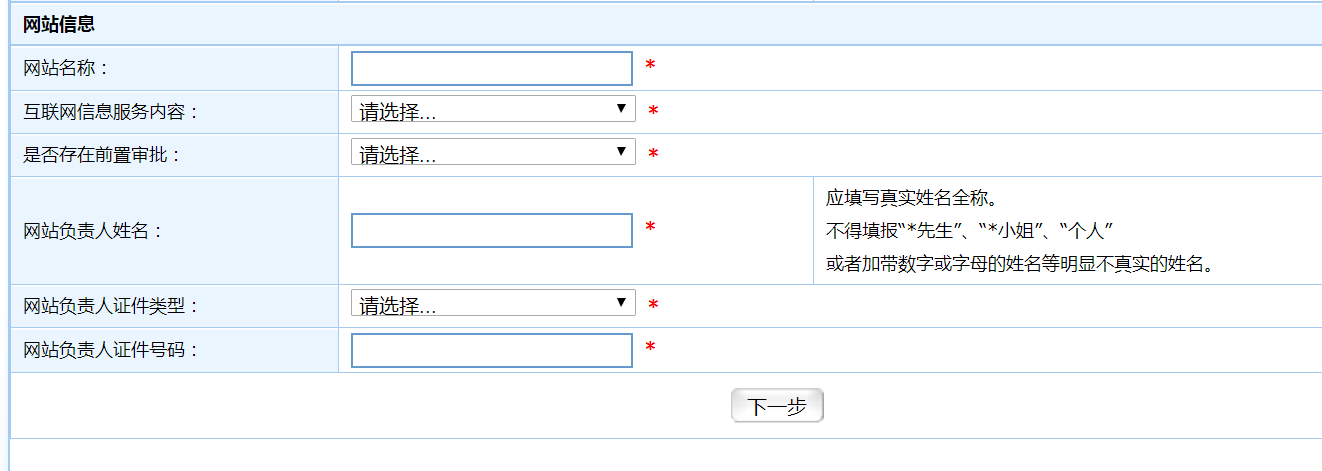 网站信息
网站名称：
*
互联网信息服务内容：
请选择...
*
是否存在前置审批：
请选择...
*
网站负责人姓名：
*
应填写真实姓名全称。
不得填报“*先生”、“*小姐”、“个人”
或者加带数字或字母的姓名等明显不真实的姓名。
网站负责人证件类型：
请选择...
*
网站负责人证件号码：
*
下一步